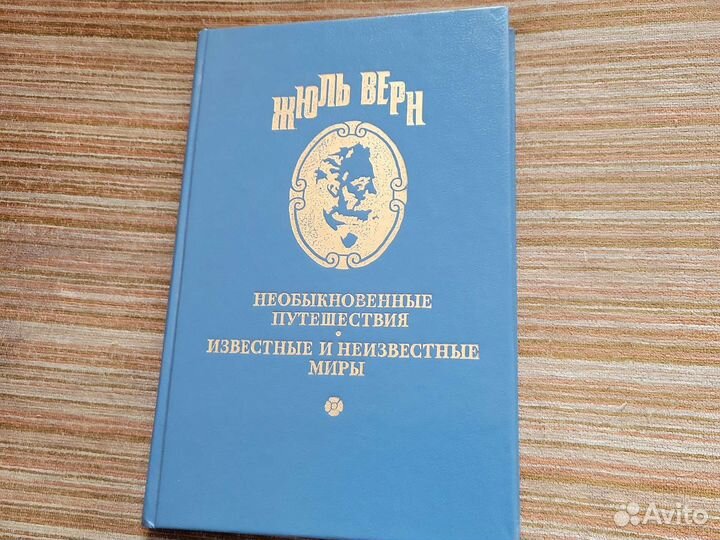 ЖЮЛЬ ВЕРН
НЕОБЫКНОВЕННЫЕ
ПУТЕШЕСТВИЯ
ИЗВЕСТНЫЕ И НЕИЗВЕСТНЫЕ
МИРЫ
Avito